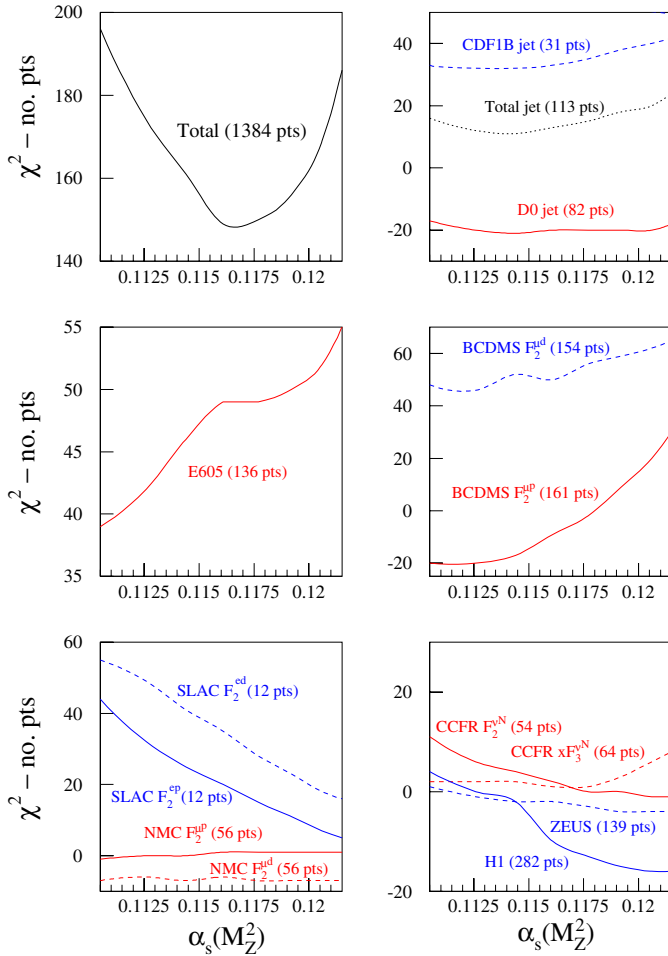 χ² – no. pts
200
180
160
140
Total (1384 pts)
0.1125
0.115
0.1175
0.12
40
20
0
-20
CDF1B jet (31 pts)
Total jet (113 pts)
D0 jet (82 pts)
0.1125
0.115
0.1175
0.12
χ² – no. pts
55
50
45
40
35
E605 (136 pts)
0.1125
0.115
0.1175
0.12
60
40
20
0
-20
BCDMS F₂^μd (154 pts)
BCDMS F₂^μp (161 pts)
0.1125
0.115
0.1175
0.12
χ² – no. pts
60
40
20
0
SLAC F₂^ed (12 pts)
SLAC F₂^ep (12 pts)
NMC F₂^μp (56 pts)
NMC F₂^μd (56 pts)
0.1125
0.115
0.1175
0.12
αₛ(M_Z²)
20
0
-20
CCFR F₂^νN (54 pts)
CCFR xF₃^νN (64 pts)
ZEUS (139 pts)
H1 (282 pts)
0.1125
0.115
0.1175
0.12
αₛ(M_Z²)